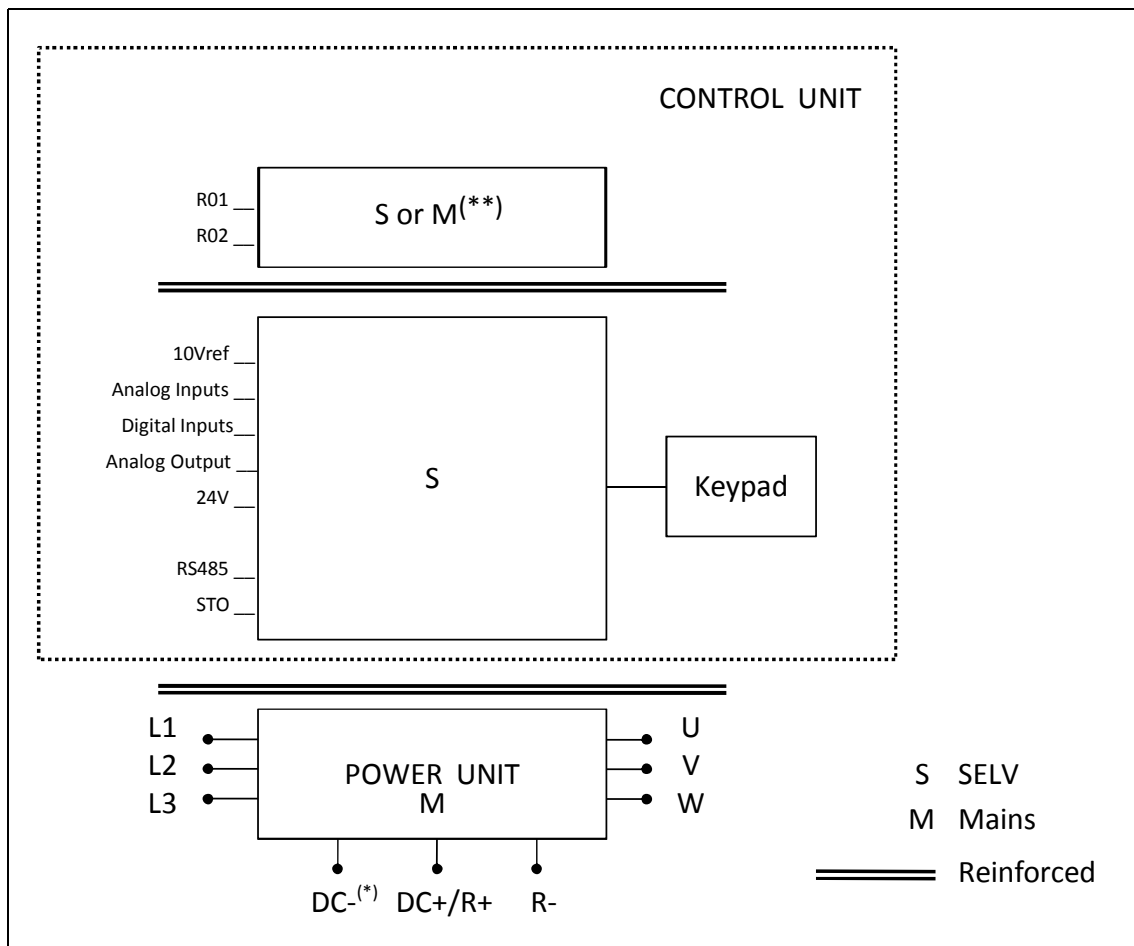 CONTROL UNIT
R01
S or M(**)
R02
10Vref
Analog Inputs
Digital Inputs
Analog Output
S
Keypad
24V
RS485
STO
L1
U
L2
POWER UNIT
V
L3
M
W
S SELV
M Mains
Reinforced
DC-(*)
DC+/R+
R-